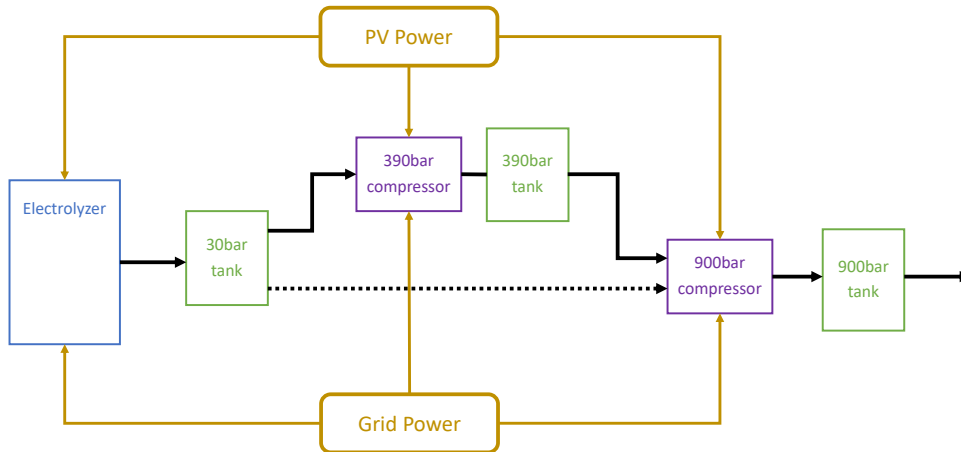 PV Power
390bar
compressor
390bar
tank
Electrolyzer
30bar
tank
900bar
compressor
900bar
tank
Grid Power